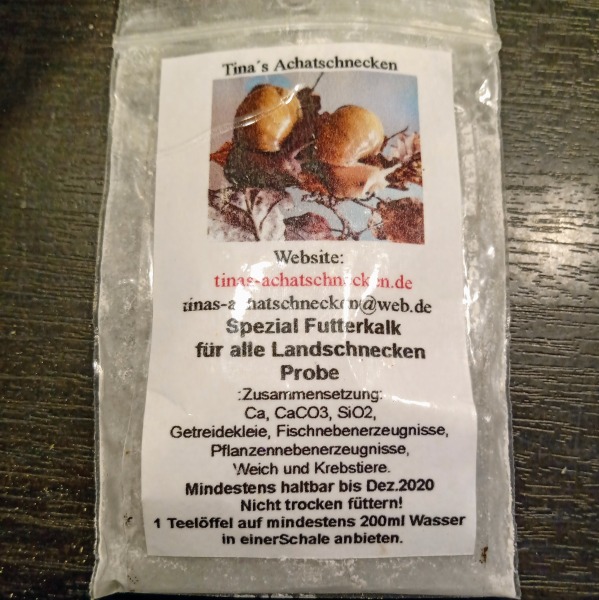 Tina´s Achatschnecken
Website:
tinas-achatschnecken.de
tinas-achatschnecken@web.de
Spezial Futterkalk
für alle Landschnecken
Probe
:Zusammensetzung:
Ca, CaCO3, SiO2,
Getreidekleie, Fischnebenerzeugnisse,
Pflanzennebenerzeugnisse,
Weich und Krebstiere.
Mindestens haltbar bis Dez.2020
Nicht trocken füttern!
1 Teelöffel auf mindestens 200ml Wasser
in einerSchale anbieten.